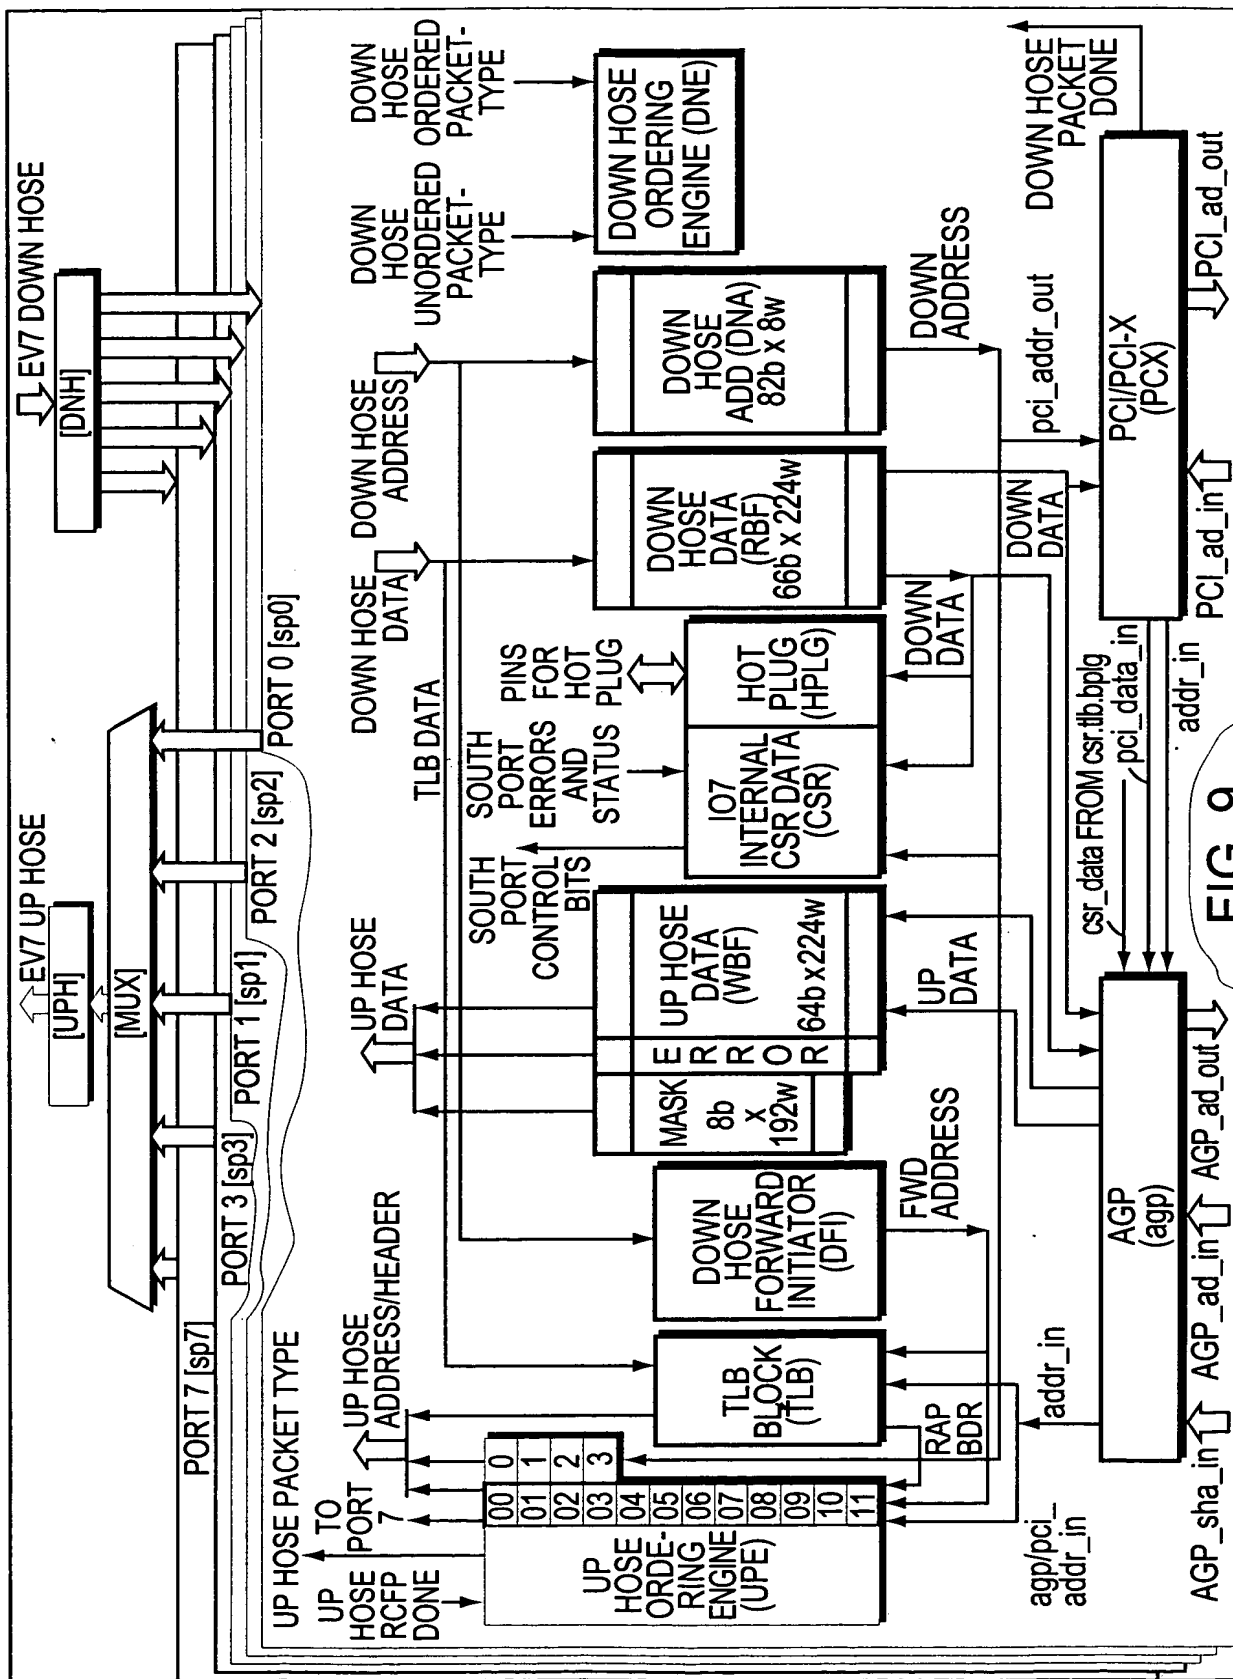 EV7 UP HOSE
[UPH]
[MUX]
EV7 DOWN HOSE
[DNH]
PORT 7 [sp7]
PORT 3 [sp3]
PORT 1 [sp1]
PORT 2 [sp2]
PORT 0 [sp0]
UP HOSE PACKET TYPE
UP
HOSE
RCFP
DONE
TO
PORT
7
UP HOSE
ADDRESS/HEADER
UP HOSE
DATA
SOUTH
PORT
CONTROL
BITS
SOUTH
PORT
ERRORS
AND
STATUS
PINS
FOR
HOT
PLUG
TLB DATA
DOWN HOSE
DATA
DOWN HOSE
ADDRESS
DOWN
HOSE
UNORDERED
PACKET-
TYPE
DOWN
HOSE
ORDERED
PACKET-
TYPE
UP
HOSE
ORDE-
RING
ENGINE
(UPE)
00
01
02
03
04
05
06
07
08
09
10
11
0
1
2
3
TLB
BLOCK
(TLB)
DOWN
HOSE
FORWARD
INITIATOR
(DFI)
MASK
8b
x
192w
E
R
R
O
R
UP HOSE
DATA
(WBF)
64b x224w
IO7
INTERNAL
CSR DATA
(CSR)
HOT
PLUG
(HPLG)
DOWN
HOSE
DATA
(RBF)
66b x 224w
DOWN
HOSE
ADD (DNA)
82b x 8w
DOWN HOSE
ORDERING
ENGINE (DNE)
RAP
BDR
FWD
ADDRESS
UP
DATA
DOWN
DATA
DOWN
DATA
DOWN
ADDRESS
pci_addr_out
DOWN HOSE
PACKET
DONE
agp/pci_
addr_in
addr_in
csr_data FROM csr.tlb.bplg
pci_data_in
addr_in
AGP
(agp)
PCI/PCI-X
(PCX)
AGP_sha_in
AGP_ad_in
AGP_ad_out
PCI_ad_in
PCI_ad_out
FIG. 9